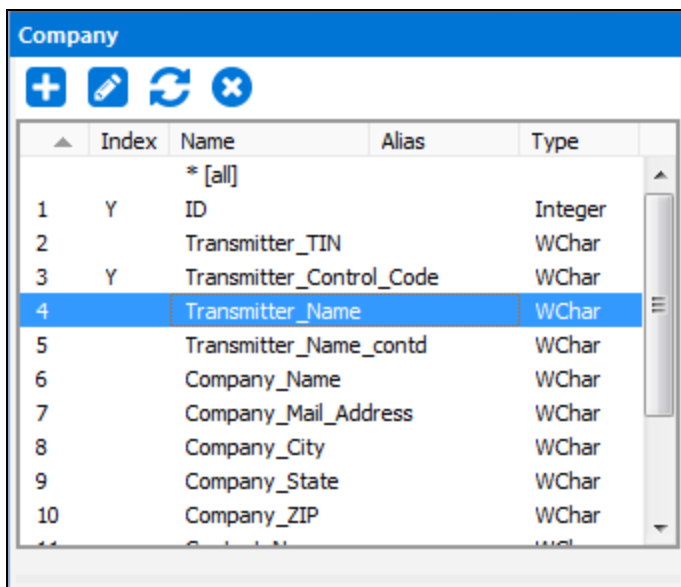 Company
Index Name Alias Type
* [all]
1 Y ID Integer
2 Transmitter_TIN WChar
3 Y Transmitter_Control_Code WChar
4 Transmitter_Name WChar
5 Transmitter_Name_contd WChar
6 Company_Name WChar
7 Company_Mail_Address WChar
8 Company_City WChar
9 Company_State WChar
10 Company_ZIP WChar